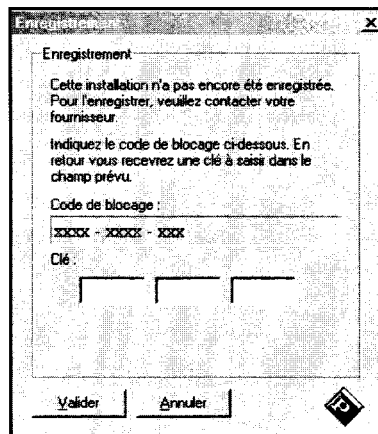 Enregistrement
Enregistrement
Cette installation n'a pas encore été enregistrée.
Pour l'enregistrer, veuillez contacter votre
fournisseur.
Indiquez le code de blocage ci-dessous. En
retour vous recevrez une clé à saisir dans le
champ prévu.
Code de blocage :
xxxx - xxxx - xxx
Clé :
Valider Annuler